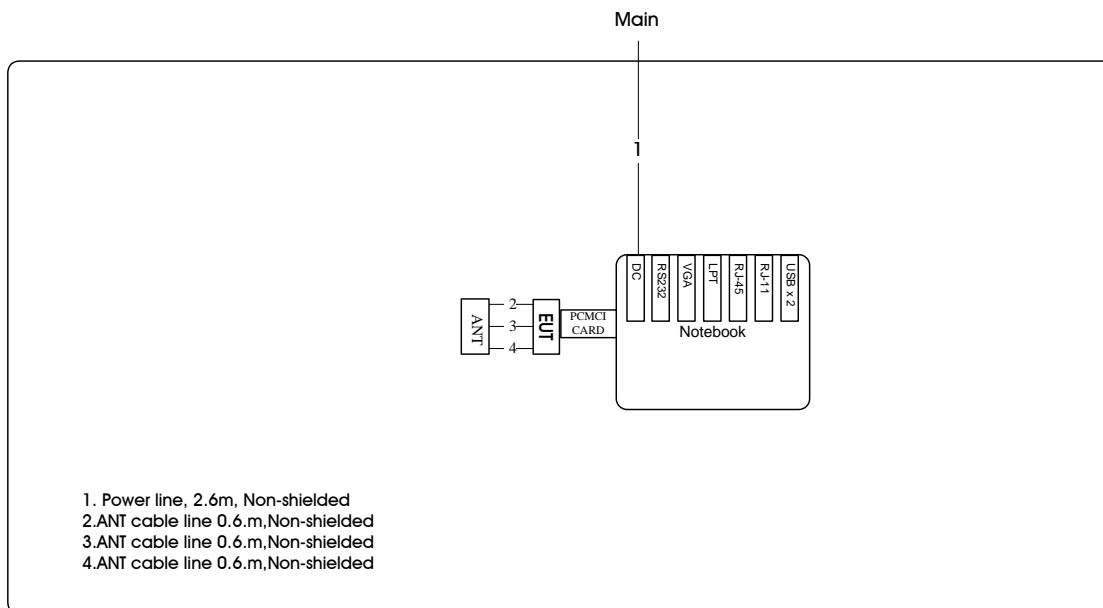 Main
1
DC
RS232
VGA
LPT
RJ-45
RJ-11
USB x 2
Notebook
ANT
2
3
4
EUT
PCMCI
CARD
1. Power line, 2.6m, Non-shielded
2.ANT cable line 0.6.m,Non-shielded
3.ANT cable line 0.6.m,Non-shielded
4.ANT cable line 0.6.m,Non-shielded